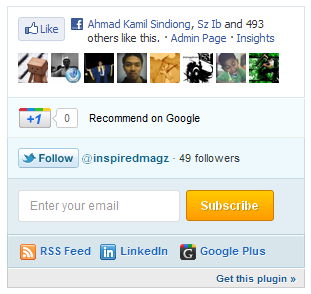 Like
Ahmad Kamil Sindiong, Sz Ib and 493
others like this. · Admin Page · Insights
+1 0 Recommend on Google
Follow @inspiredmagz · 49 followers
Enter your email Subscribe
RSS Feed LinkedIn Google Plus
Get this plugin »